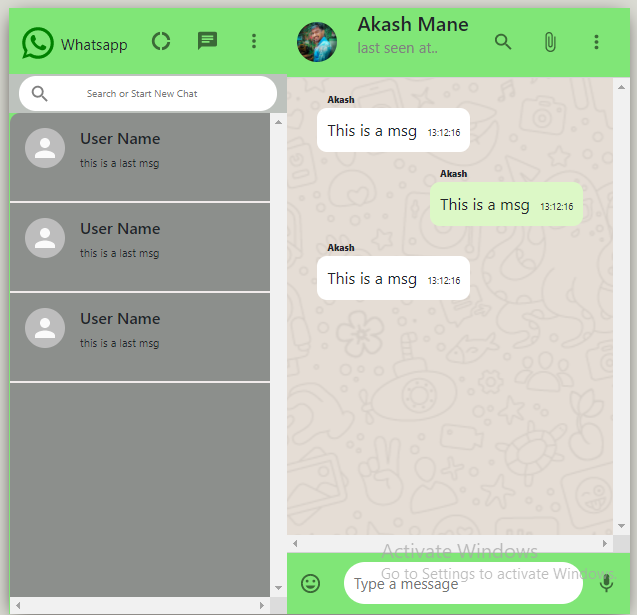 Whatsapp
Search or Start New Chat
User Name
this is a last msg
User Name
this is a last msg
User Name
this is a last msg
Akash Mane
last seen at..
Akash
This is a msg 13:12:16
Akash
This is a msg 13:12:16
Akash
This is a msg 13:12:16
Activate Windows
Go to Settings to activate Windows.
Type a message